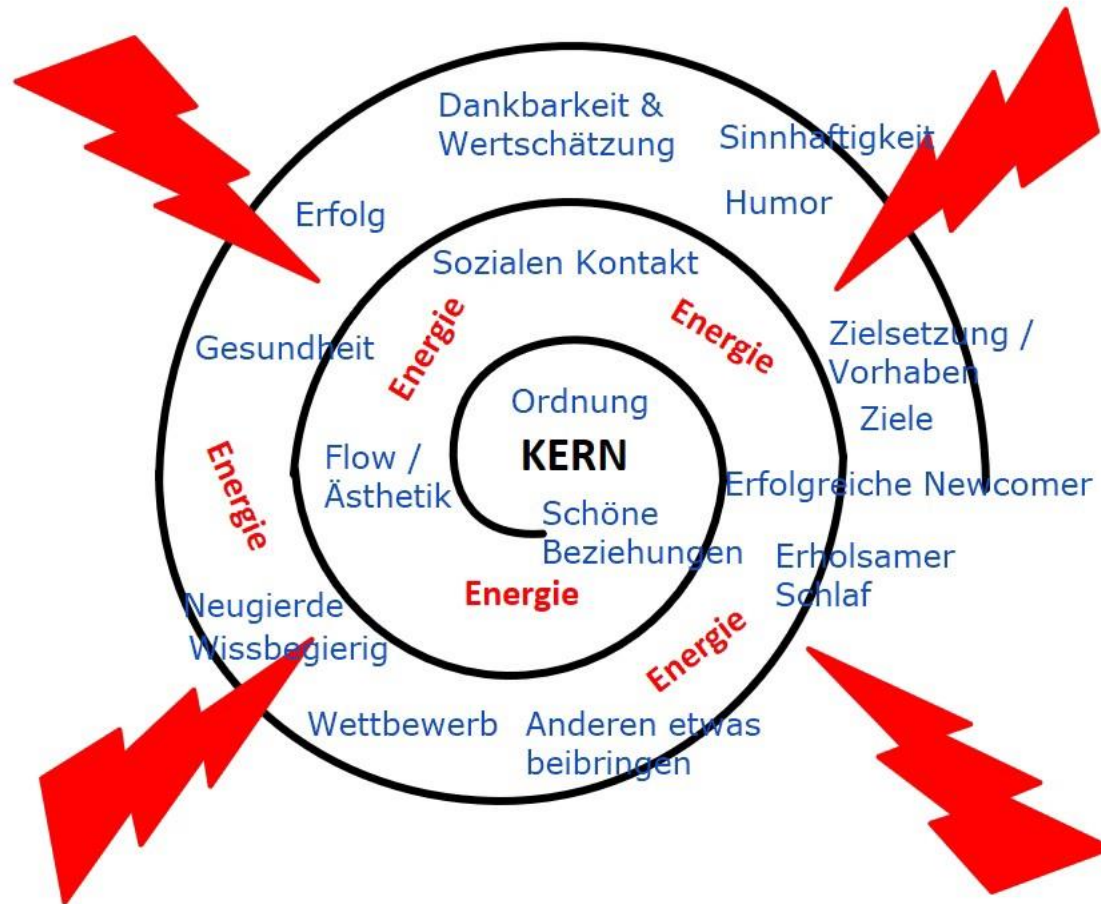 Dankbarkeit &
Wertschätzung
Sinnhaftigkeit
Erfolg
Humor
Sozialen Kontakt
Energie
Energie
Gesundheit
Zielsetzung /
Vorhaben
Ziele
Ordnung
KERN
Flow /
Ästhetik
Energie
Erfolgreiche Newcomer
Schöne
Beziehungen
Erholsamer
Schlaf
Energie
Neugierde
Wissbegierig
Energie
Wettbewerb
Anderen etwas
beibringen